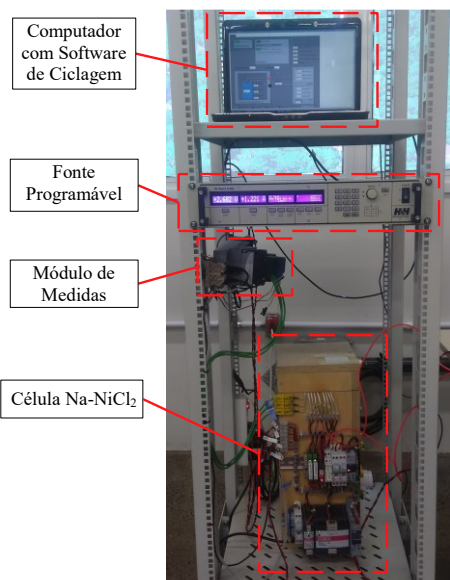 Computador
com Software
de Ciclagem
Fonte
Programável
Módulo de
Medidas
Célula Na-NiCl₂